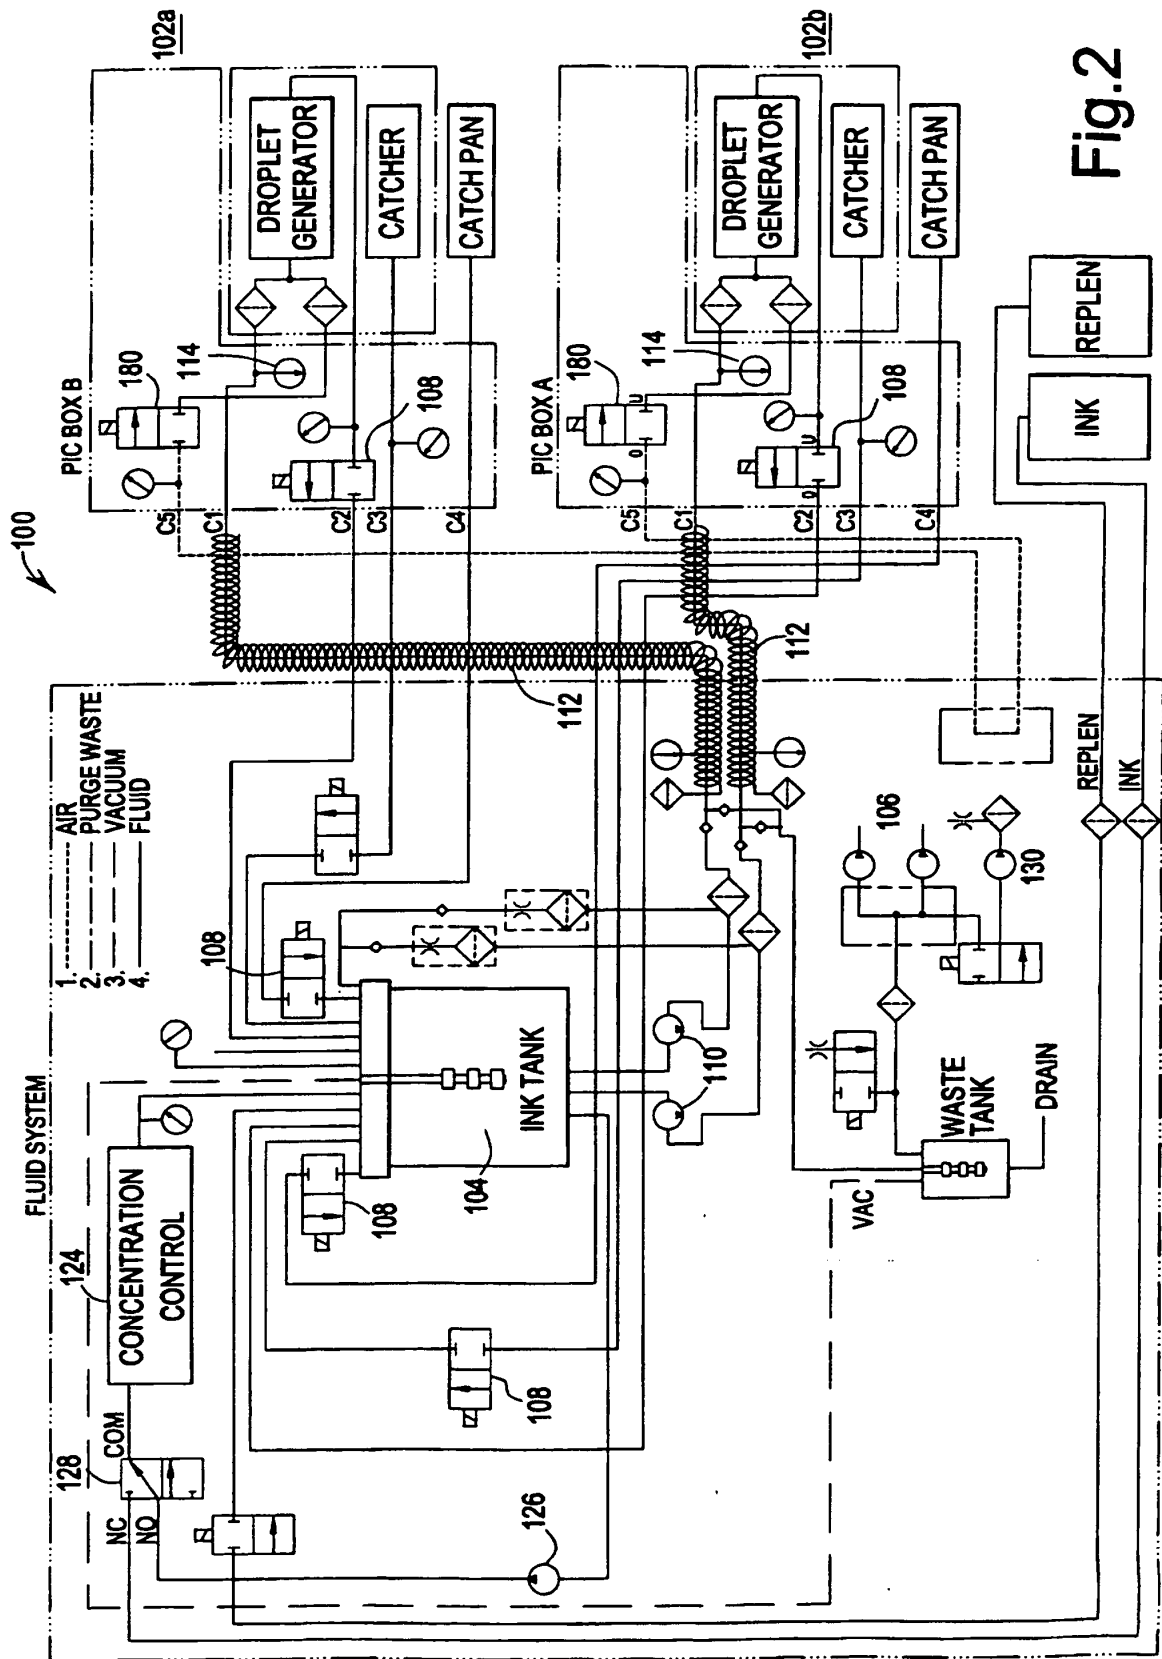 100
FLUID SYSTEM
1. AIR
2. PURGE WASTE
3. VACUUM
4. FLUID
124
CONCENTRATION
CONTROL
128
COM
NC
NO
126
108
108
108
104
INK TANK
110
112
112
PIC BOX B
102a
180
114
108
C5
C1
C2
C3
C4
DROPLET
GENERATOR
CATCHER
CATCH PAN
PIC BOX A
102b
180
114
108
O
U
O
U
C5
C1
C2
C3
C4
DROPLET
GENERATOR
CATCHER
CATCH PAN
106
130
VAC
WASTE
TANK
DRAIN
REPLEN
INK
REPLEN
INK
Fig.2